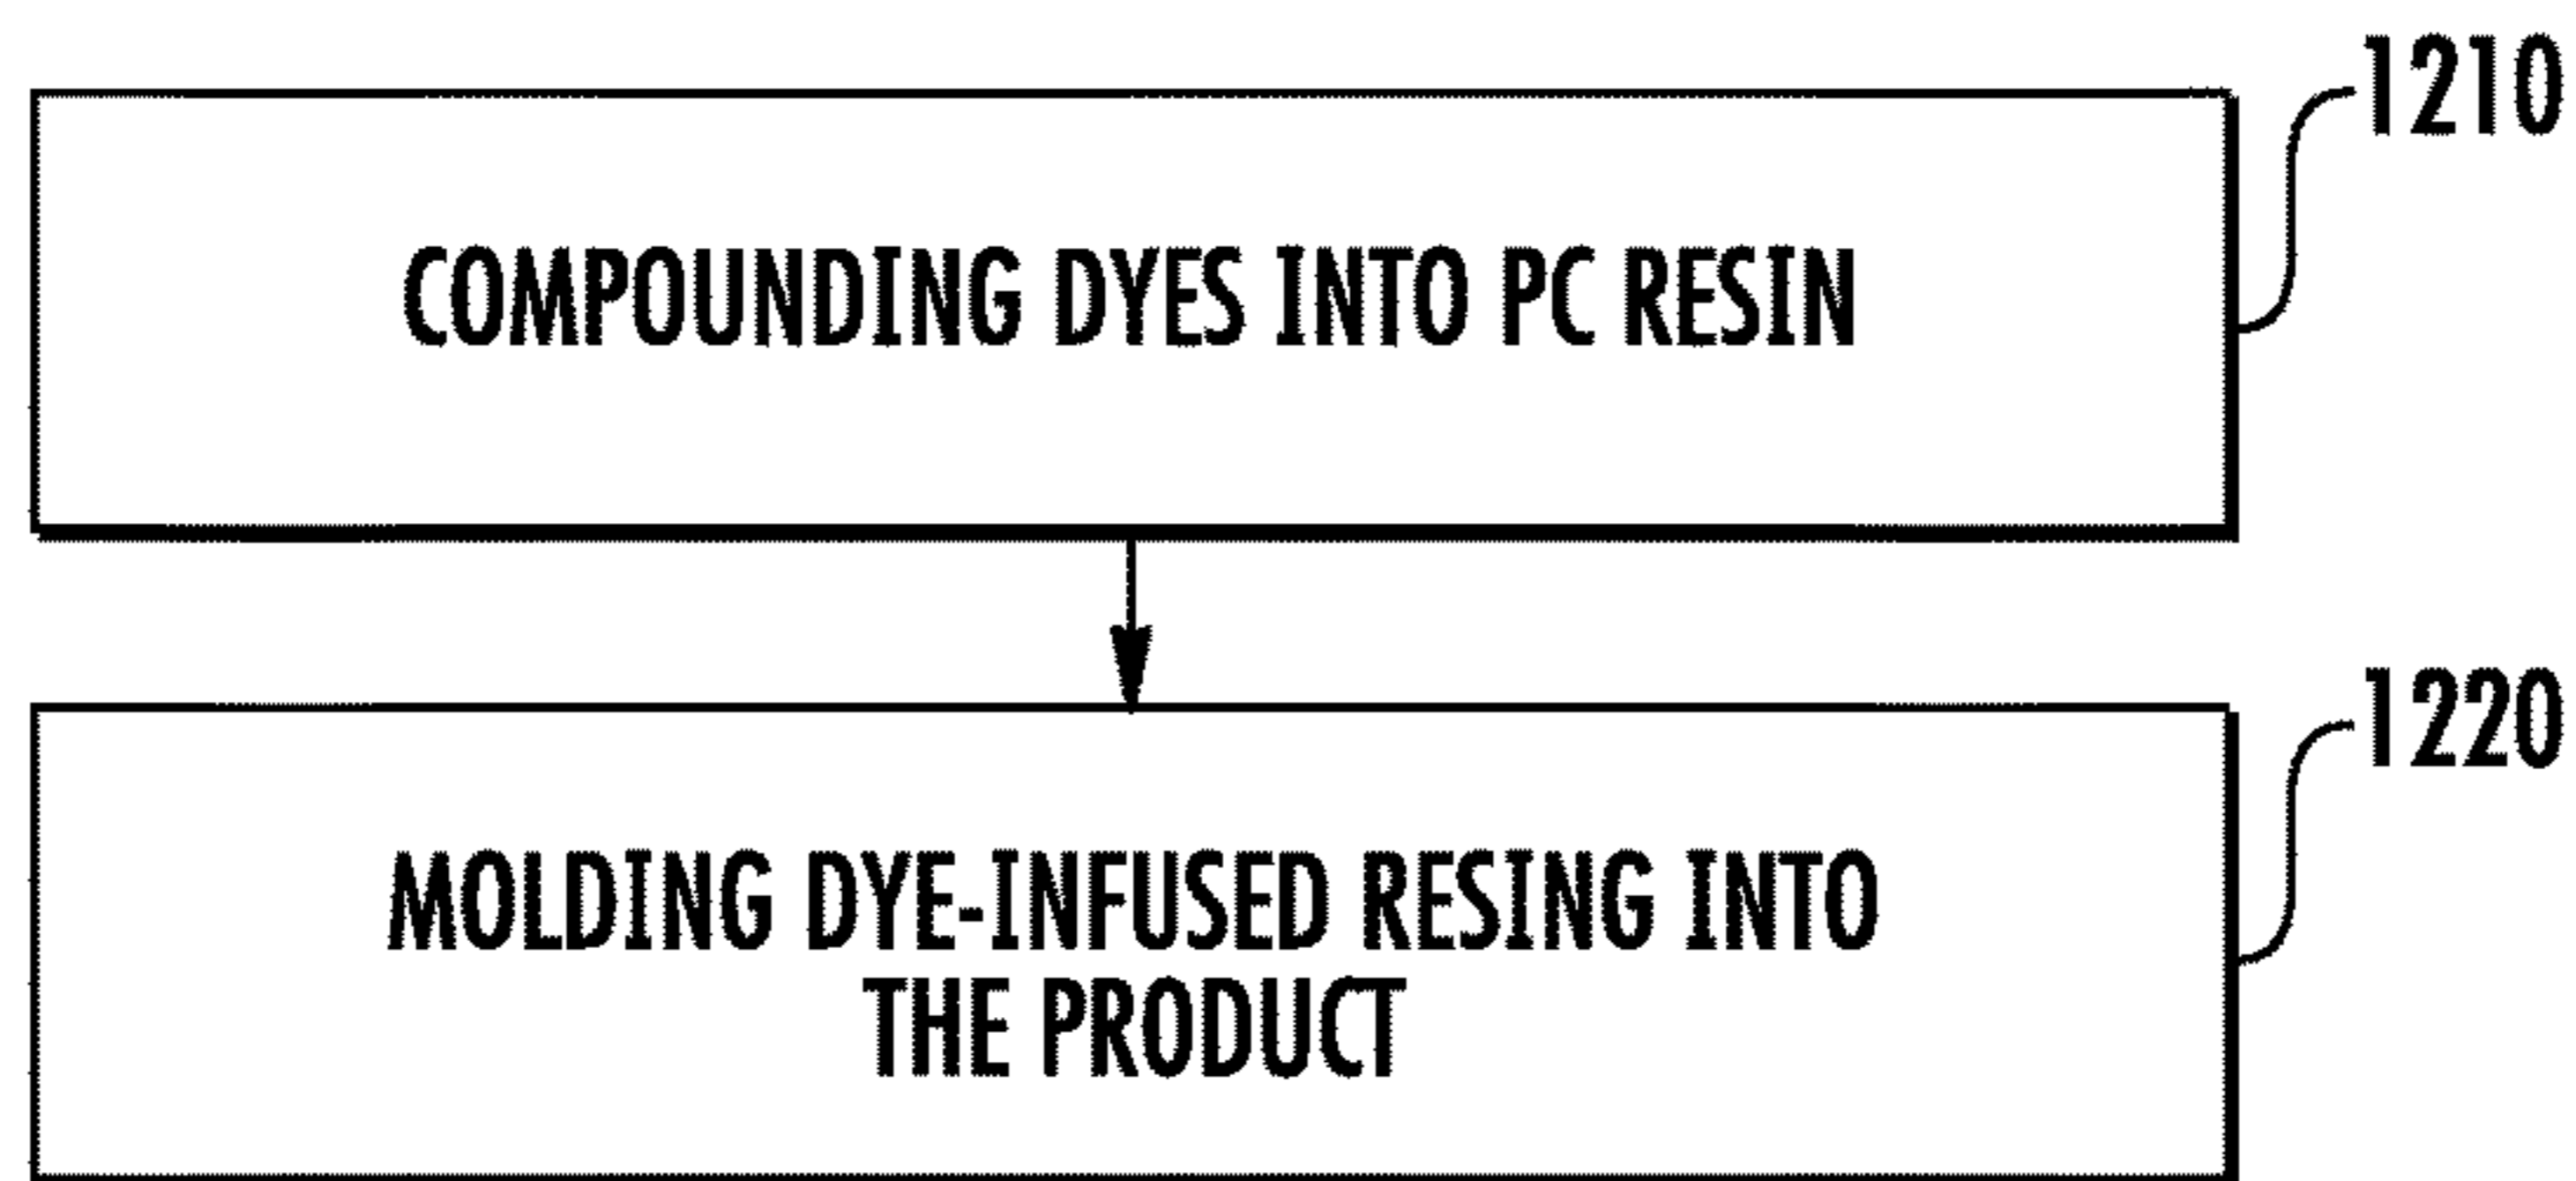 1210
COMPOUNDING DYES INTO PC RESIN
1220
MOLDING DYE-INFUSED RESING INTO
THE PRODUCT